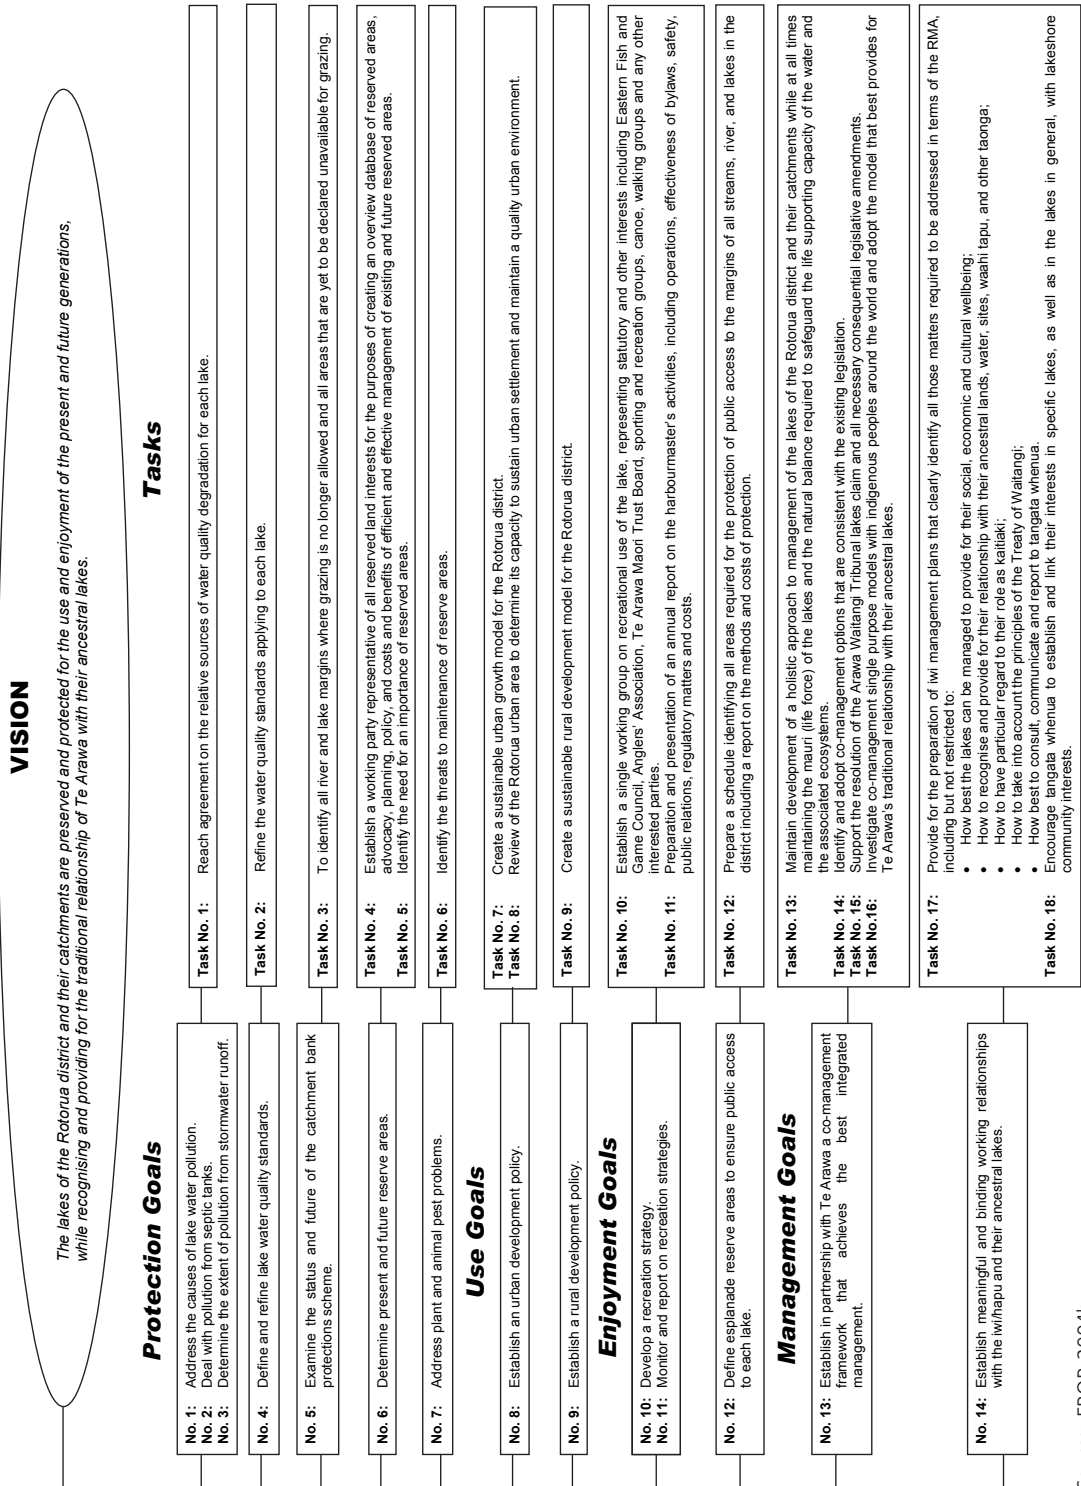 VISION
The lakes of the Rotorua district and their catchments are preserved and protected for the use and enjoyment of the present and future generations,
while recognising and providing for the traditional relationship of Te Arawa with their ancestral lakes.
Protection Goals
Tasks
No. 1: Address the causes of lake water pollution.
No. 2: Deal with pollution from septic tanks.
No. 3: Determine the extent of pollution from stormwater runoff.
Task No. 1: Reach agreement on the relative sources of water quality degradation for each lake.
No. 4: Define and refine lake water quality standards.
Task No. 2: Refine the water quality standards applying to each lake.
No. 5: Examine the status and future of the catchment bank
protections scheme.
Task No. 3: To identify all river and lake margins where grazing is no longer allowed and all areas that are yet to be declared unavailable for grazing.
No. 6: Determine present and future reserve areas.
Task No. 4: Establish a working party representative of all reserved land interests for the purposes of creating an overview database of reserved areas,
advocacy, planning, policy, and costs and benefits of efficient and effective management of existing and future reserved areas.
Task No. 5: Identify the need for an importance of reserved areas.
No. 7: Address plant and animal pest problems.
Task No. 6: Identify the threats to maintenance of reserve areas.
Use Goals
No. 8: Establish an urban development policy.
Task No. 7: Create a sustainable urban growth model for the Rotorua district.
Task No. 8: Review of the Rotorua urban area to determine its capacity to sustain urban settlement and maintain a quality urban environment.
No. 9: Establish a rural development policy.
Task No. 9: Create a sustainable rural development model for the Rotorua district.
Enjoyment Goals
No. 10: Develop a recreation strategy.
No. 11: Monitor and report on recreation strategies.
Task No. 10: Establish a single working group on recreational use of the lake, representing statutory and other interests including Eastern Fish and
Game Council, Anglers' Association, Te Arawa Maori Trust Board, sporting and recreation groups, canoe, walking groups and any other
interested parties.
Task No. 11: Preparation and presentation of an annual report on the harbourmaster's activities, including operations, effectiveness of bylaws, safety,
public relations, regulatory matters and costs.
No. 12: Define esplanade reserve areas to ensure public access
to each lake.
Task No. 12: Prepare a schedule identifying all areas required for the protection of public access to the margins of all streams, river, and lakes in the
district including a report on the methods and costs of protection.
Management Goals
No. 13: Establish in partnership with Te Arawa a co-management
framework that achieves the best integrated
management.
Task No. 13: Maintain development of a holistic approach to management of the lakes of the Rotorua district and their catchments while at all times
maintaining the mauri (life force) of the lakes and the natural balance required to safeguard the life supporting capacity of the water and
the associated ecosystems.
Task No. 14: Identify and adopt co-management options that are consistent with the existing legislation.
Task No. 15: Support the resolution of the Arawa Waitangi Tribunal lakes claim and all necessary consequential legislative amendments.
Task No.16: Investigate co-management single purpose models with indigenous peoples around the world and adopt the model that best provides for
Te Arawa's traditional relationship with their ancestral lakes.
No. 14: Establish meaningful and binding working relationships
with the iwi/hapu and their ancestral lakes.
Task No. 17: Provide for the preparation of iwi management plans that clearly identify all those matters required to be addressed in terms of the RMA,
including but not restricted to:
• How best the lakes can be managed to provide for their social, economic and cultural wellbeing;
• How to recognise and provide for their relationship with their ancestral lands, water, sites, waahi tapu, and other taonga;
• How to have particular regard to their role as kaitiaki;
• How to take into account the principles of the Treaty of Waitangi;
• How best to consult, communicate and report to tangata whenua.
Task No. 18: Encourage tangata whenua to establish and link their interests in specific lakes, as well as in the lakes in general, with lakeshore
community interests.